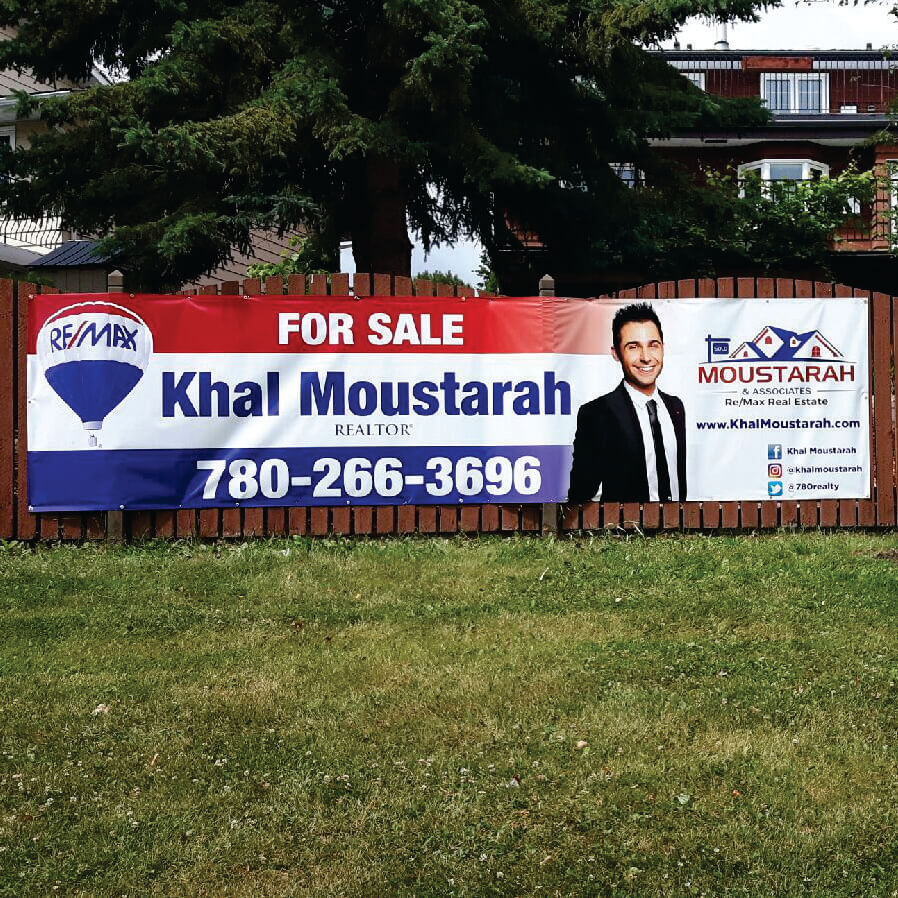 RE/MAX
FOR SALE
Khal Moustarah
REALTOR®
780-266-3696
SOLD
MOUSTARAH
& ASSOCIATES
Re/Max Real Estate
www.KhalMoustarah.com
Khal Moustarah
@khalmoustarah
@780realty